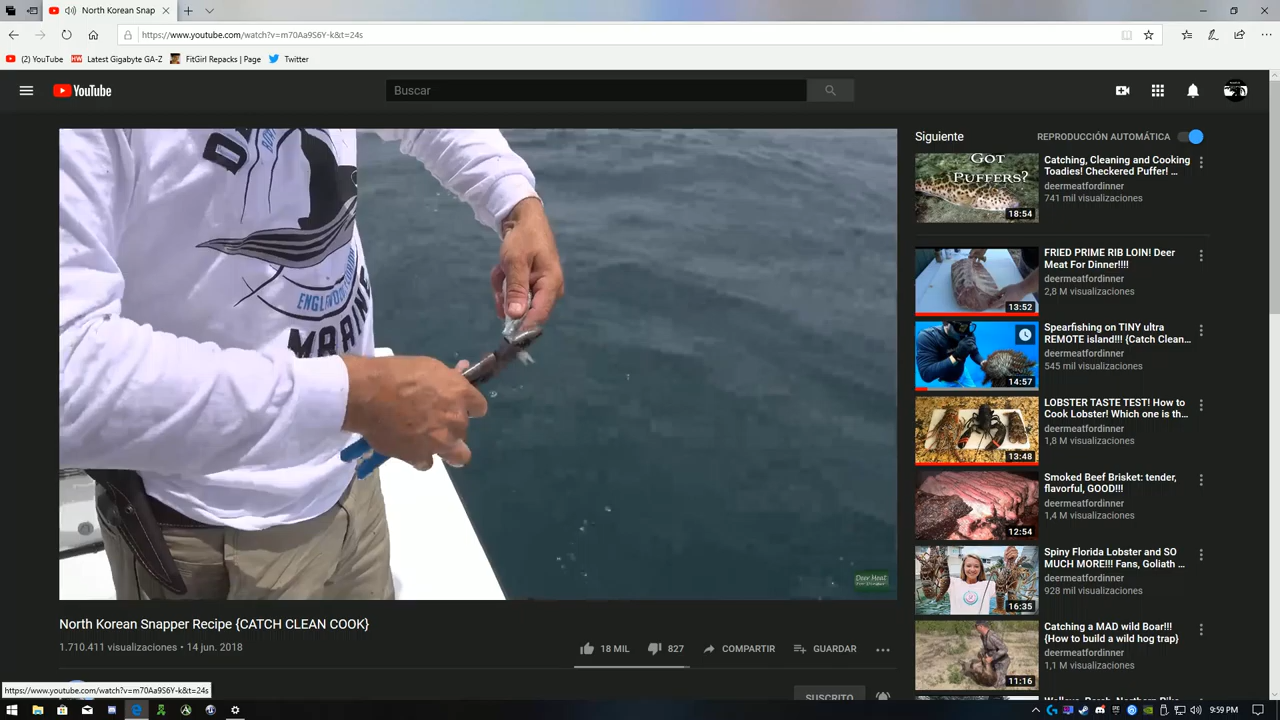 North Korean Snap
https://www.youtube.com/watch?v=m70Aa9S6Y-k&t=24s
(2) YouTube
Latest Gigabyte GA-Z
FitGirl Repacks | Page
Twitter
YouTube
Buscar
Siguiente
REPRODUCCIÓN AUTOMÁTICA
GOT
PUFFERS?
18:54
Catching, Cleaning and Cooking
Toadies! Checkered Puffer! ...
deermeatfordinner
741 mil visualizaciones
13:52
FRIED PRIME RIB LOIN! Deer
Meat For Dinner!!!!
deermeatfordinner
2,8 M visualizaciones
14:57
Spearfishing on TINY ultra
REMOTE island!!! {Catch Clean...
deermeatfordinner
545 mil visualizaciones
13:48
LOBSTER TASTE TEST! How to
Cook Lobster! Which one is th...
deermeatfordinner
1,8 M visualizaciones
12:54
Smoked Beef Brisket: tender,
flavorful, GOOD!!!
deermeatfordinner
1,4 M visualizaciones
16:35
Spiny Florida Lobster and SO
MUCH MORE!!! Fans, Goliath ...
deermeatfordinner
928 mil visualizaciones
11:16
Catching a MAD wild Boar!!!
{How to build a wild hog trap}
deermeatfordinner
1,1 M visualizaciones
Deer Meat
For Dinner
North Korean Snapper Recipe {CATCH CLEAN COOK}
1.710.411 visualizaciones • 14 jun. 2018
18 MIL
827
COMPARTIR
GUARDAR
SUSCRITO
https://www.youtube.com/watch?v=m70Aa9S6Y-k&t=24s
9:59 PM